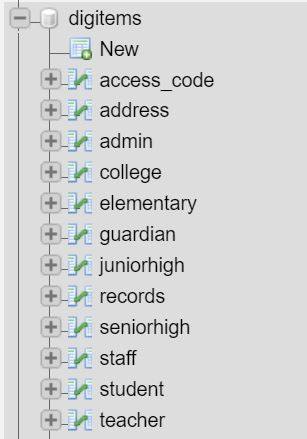 digitems
New
access_code
address
admin
college
elementary
guardian
juniorhigh
records
seniorhigh
staff
student
teacher